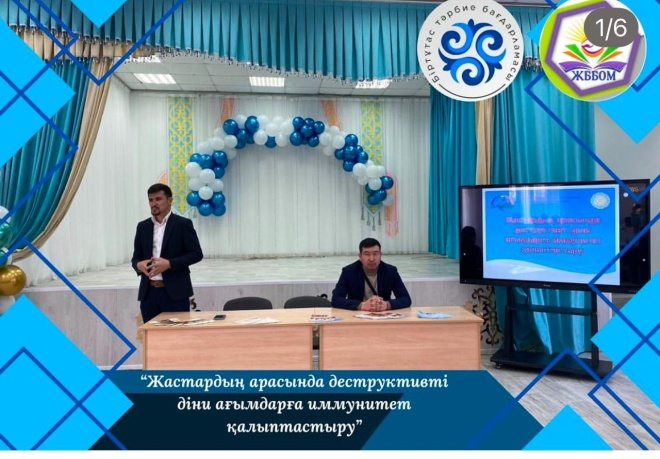 Біртұтас тәрбие бағдарламасы
1/6
ЖББОМ
“Жастардың арасында деструктивті
діни ағымдарға иммунитет
қалыптастыру”